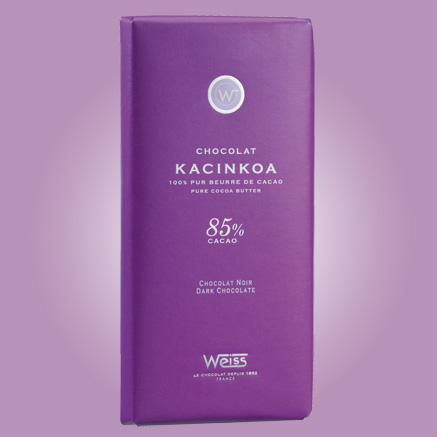 W
CHOCOLAT
KACINKOA
100% PUR BEURRE DE CACAO
PURE COCOA BUTTER
85%
CACAO
CHOCOLAT NOIR
DARK CHOCOLATE
Weiss
LE CHOCOLAT DEPUIS 1882
FRANCE